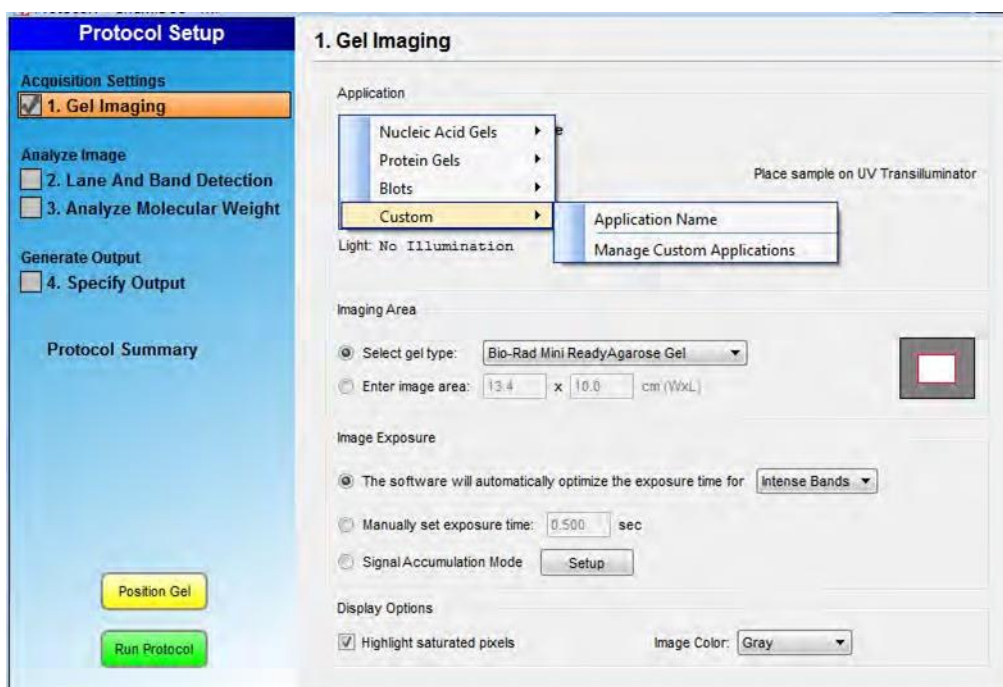 Protocol Setup
1. Gel Imaging
Acquisition Settings
1. Gel Imaging
Analyze Image
2. Lane And Band Detection
3. Analyze Molecular Weight
Generate Output
4. Specify Output
Protocol Summary
Position Gel
Run Protocol
Application
Nucleic Acid Gels
Protein Gels
Blots
Custom
Application Name
Manage Custom Applications
Place sample on UV Transilluminator
Light: No Illumination
Imaging Area
Select gel type: Bio-Rad Mini ReadyAgarose Gel
Enter image area: 13.4 x 10.0 cm (WxL)
Image Exposure
The software will automatically optimize the exposure time for Intense Bands
Manually set exposure time: 0.500 sec
Signal Accumulation Mode Setup
Display Options
Highlight saturated pixels Image Color: Gray